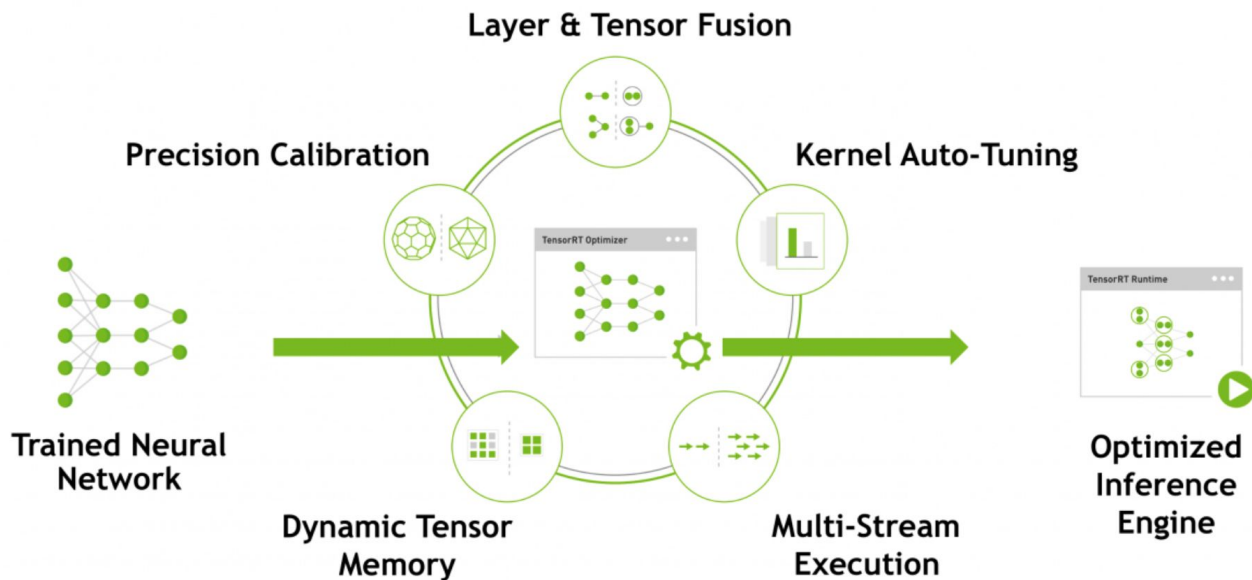 Layer & Tensor Fusion
Precision Calibration
Kernel Auto-Tuning
TensorRT Optimizer
TensorRT Runtime
Trained Neural
Network
Optimized
Inference
Engine
Dynamic Tensor
Memory
Multi-Stream
Execution